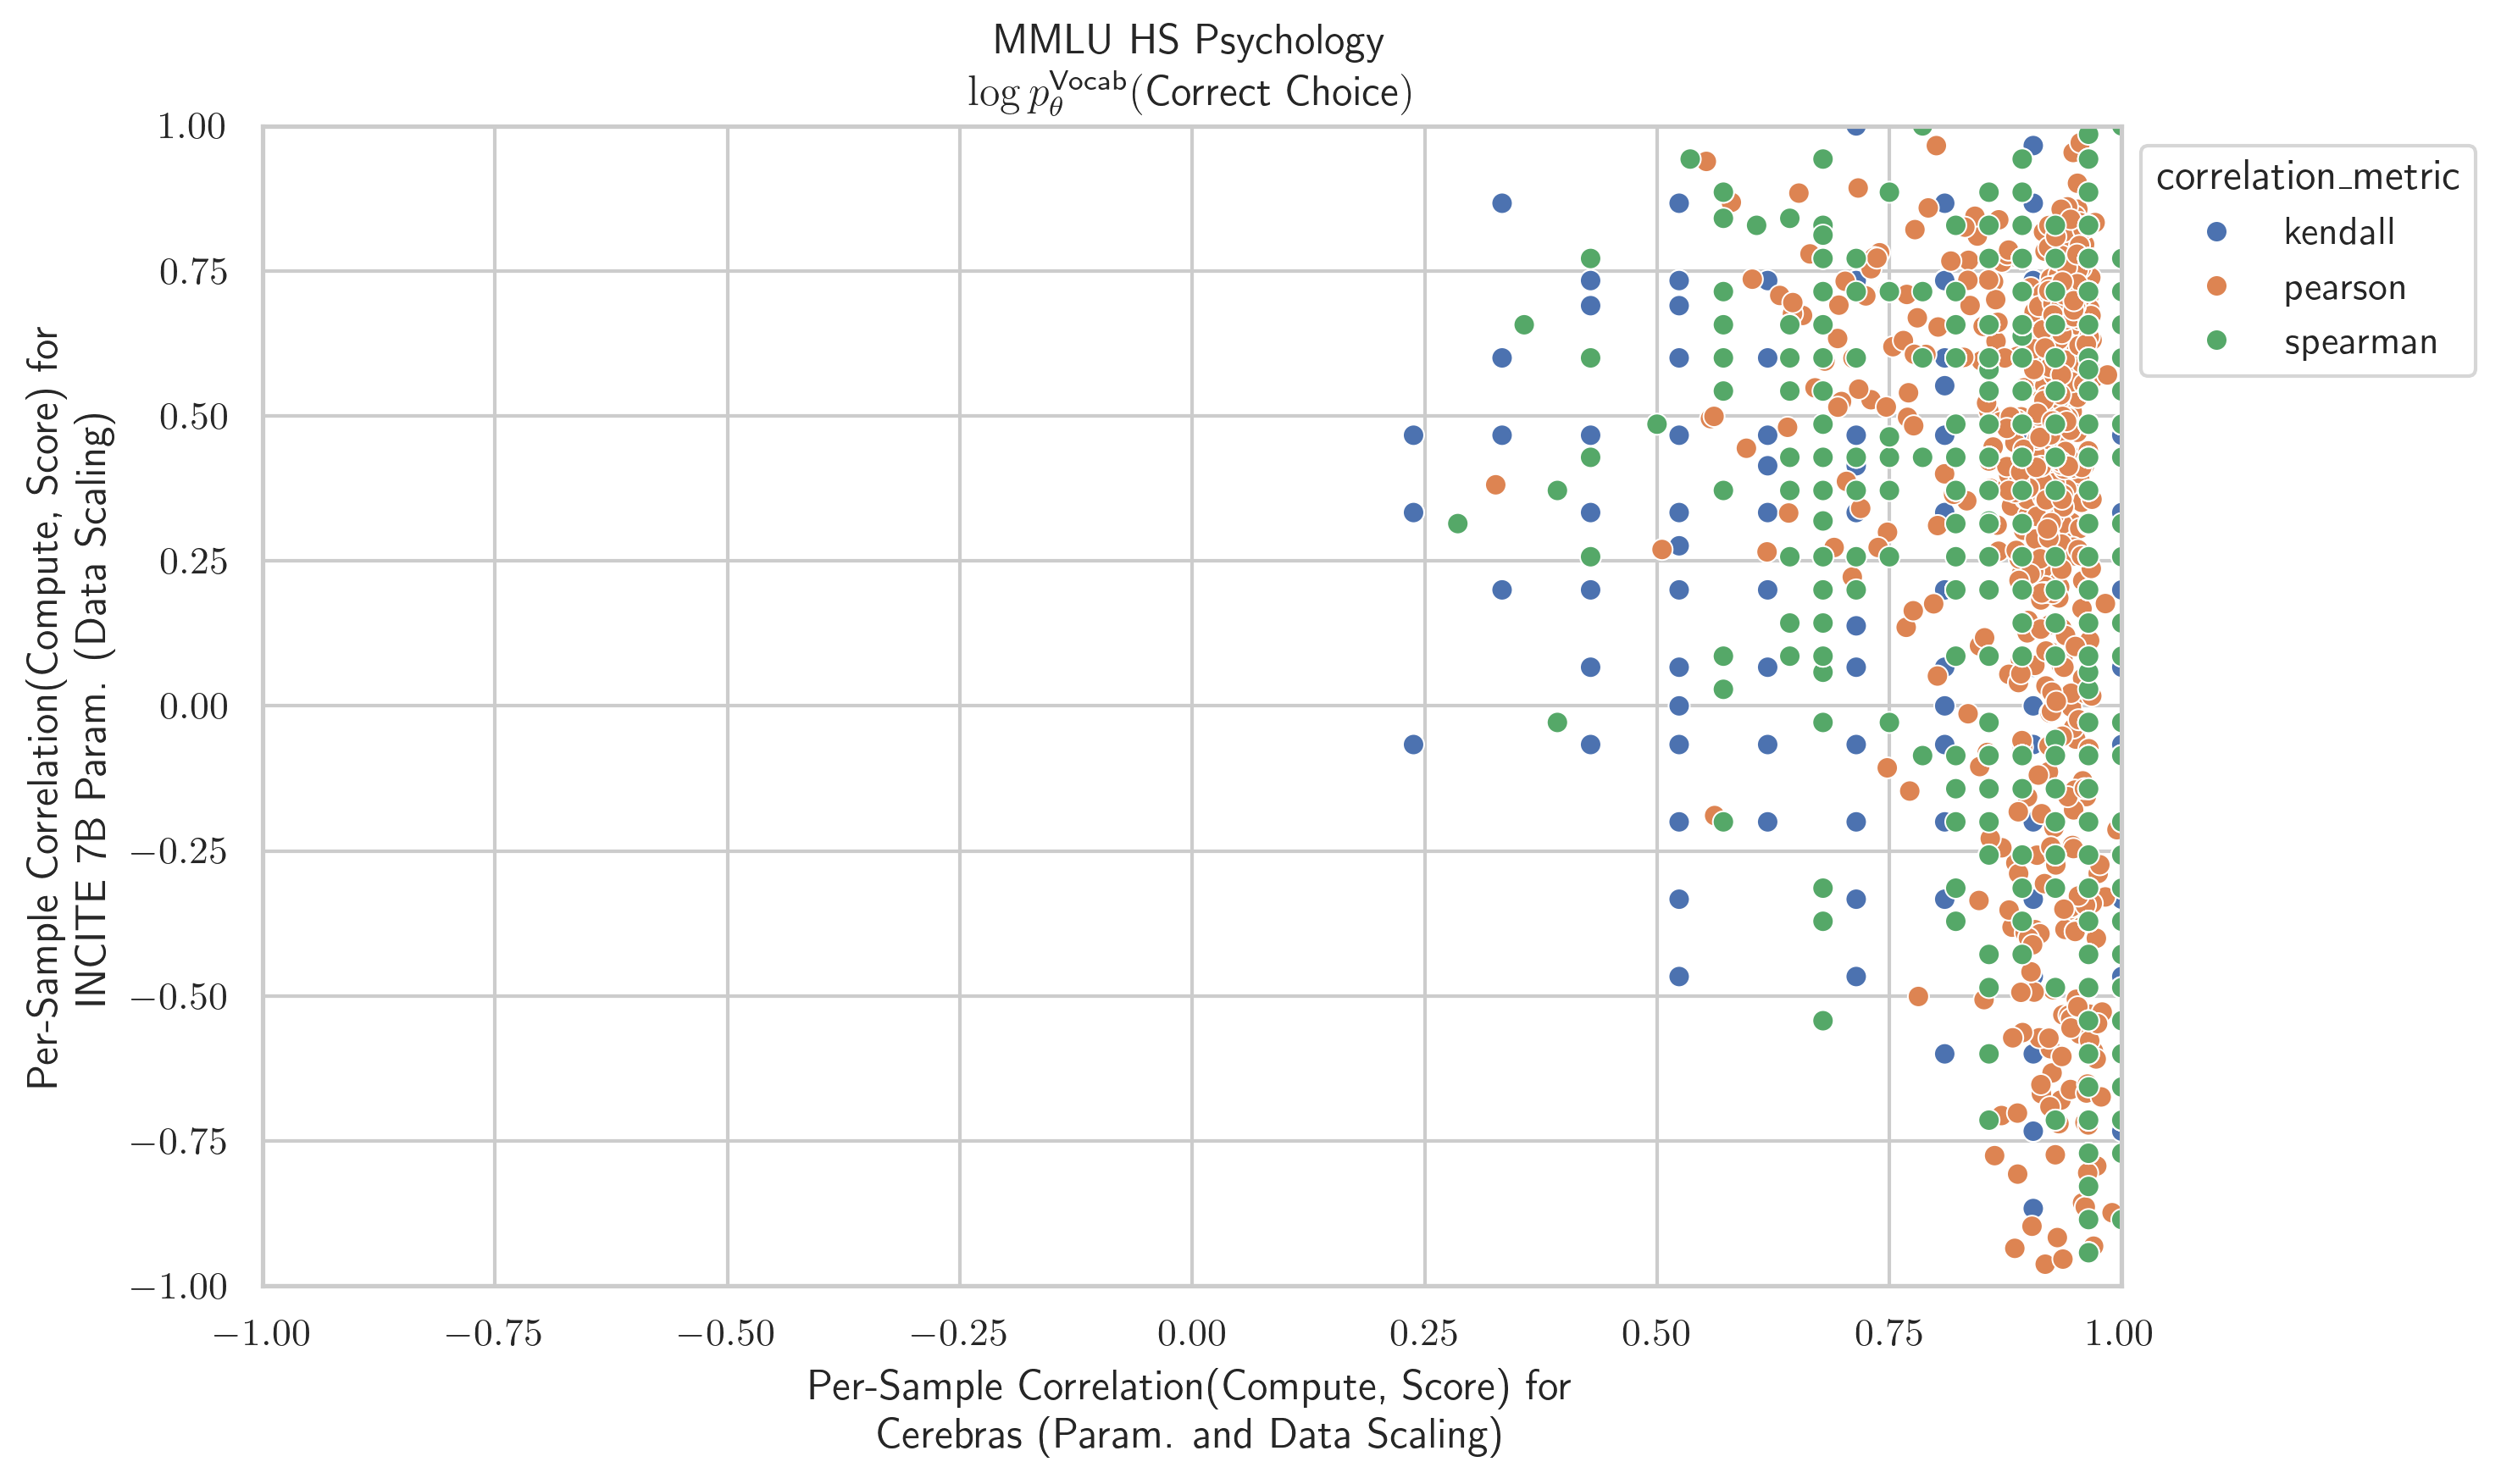 MMLU HS Psychology
log p_θ^Vocab(Correct Choice)
1.00
0.75
0.50
0.25
0.00
−0.25
−0.50
−0.75
−1.00
Per-Sample Correlation(Compute, Score) for
INCITE 7B Param. (Data Scaling)
correlation_metric
kendall
pearson
spearman
−1.00 −0.75 −0.50 −0.25 0.00 0.25 0.50 0.75 1.00
Per-Sample Correlation(Compute, Score) for
Cerebras (Param. and Data Scaling)